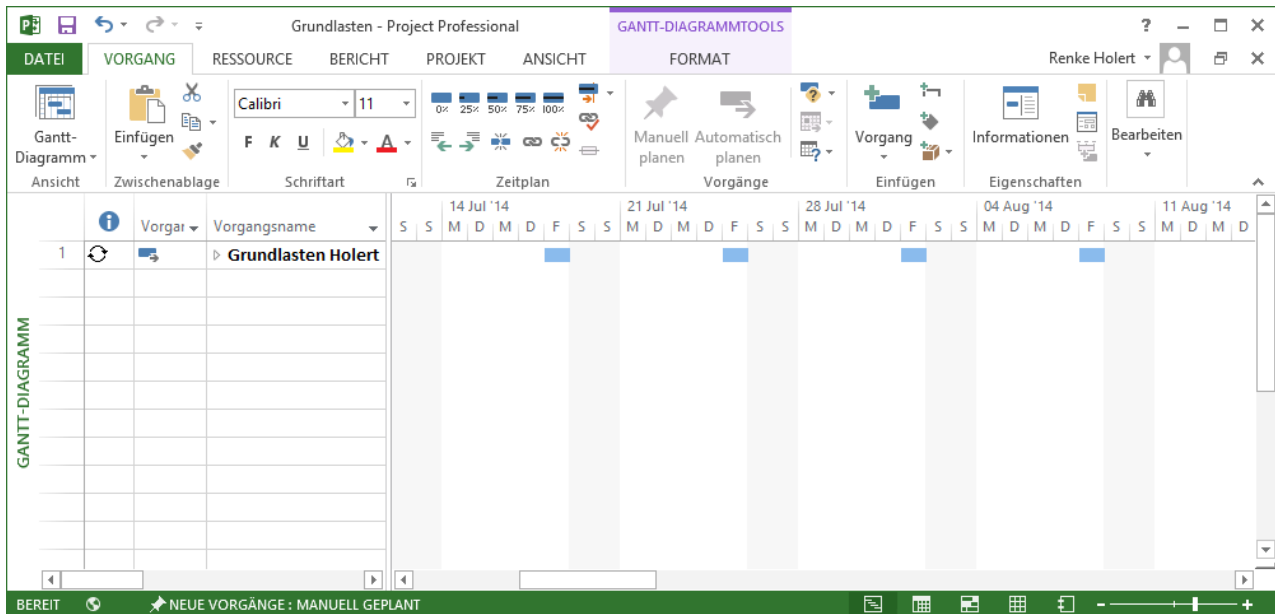 Grundlasten - Project Professional
GANTT-DIAGRAMMTOOLS
?
DATEI VORGANG RESSOURCE BERICHT PROJEKT ANSICHT FORMAT Renke Holert
Calibri 11
0% 25% 50% 75% 100%
F K U A
Gantt-Diagramm
Einfügen
Manuell planen
Automatisch planen
Vorgang
Informationen
Bearbeiten
Ansicht Zwischenablage Schriftart Zeitplan Vorgänge Einfügen Eigenschaften
14 Jul '14 21 Jul '14 28 Jul '14 04 Aug '14 11 Aug '14
Vorgar Vorgangsname
S S M D M D F S S M D M D F S S M D M D F S S M D M D F S S M D M D
1 Grundlasten Holert
GANTT-DIAGRAMM
BEREIT NEUE VORGÄNGE : MANUELL GEPLANT